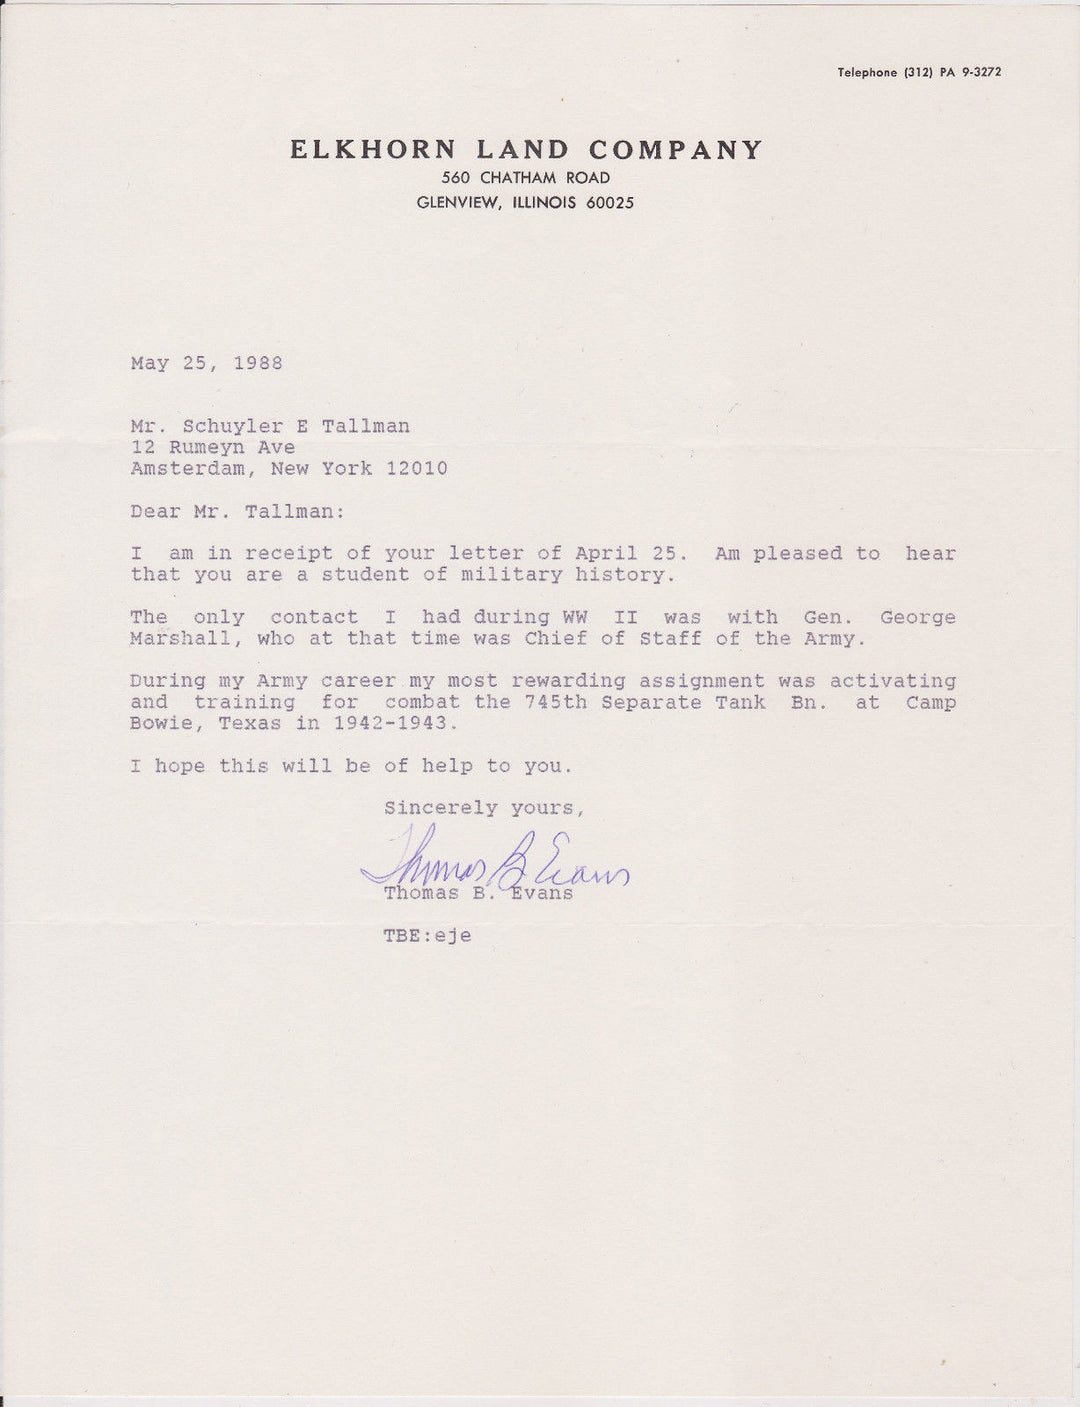 Telephone (312) PA 9-3272
ELKHORN LAND COMPANY
560 CHATHAM ROAD
GLENVIEW, ILLINOIS 60025
May 25, 1988
Mr. Schuyler E Tallman
12 Rumeyn Ave
Amsterdam, New York 12010
Dear Mr. Tallman:
I am in receipt of your letter of April 25. Am pleased to hear
that you are a student of military history.
The only contact I had during WW II was with Gen. George
Marshall, who at that time was Chief of Staff of the Army.
During my Army career my most rewarding assignment was activating
and training for combat the 745th Separate Tank Bn. at Camp
Bowie, Texas in 1942-1943.
I hope this will be of help to you.
Sincerely yours,
Thomas B Evans
Thomas B. Evans
TBE:eje